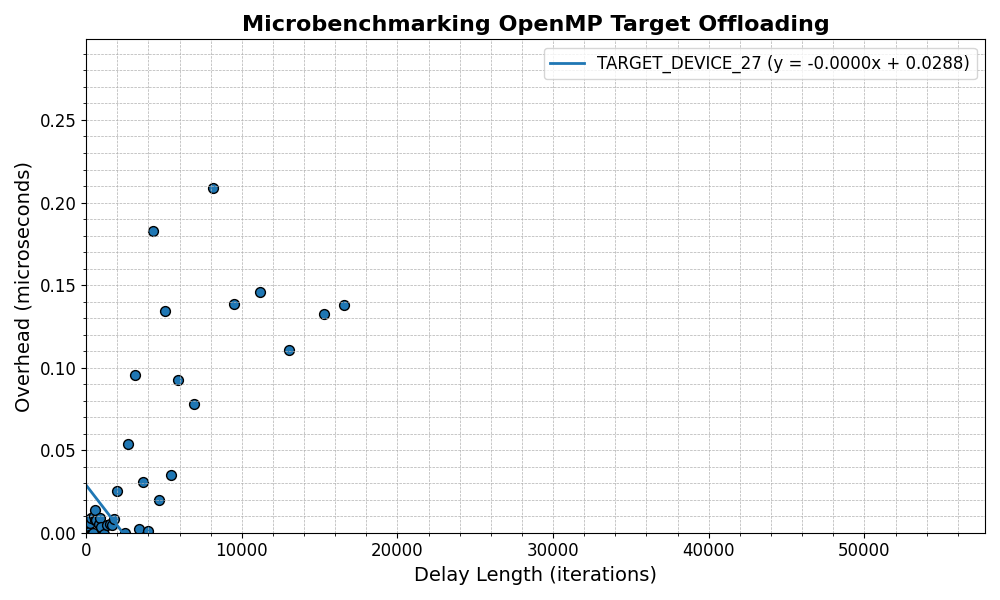 Microbenchmarking OpenMP Target Offloading
TARGET_DEVICE_27 (y = -0.0000x + 0.0288)
Overhead (microseconds)
0.25
0.20
0.15
0.10
0.05
0.00
0 10000 20000 30000 40000 50000
Delay Length (iterations)